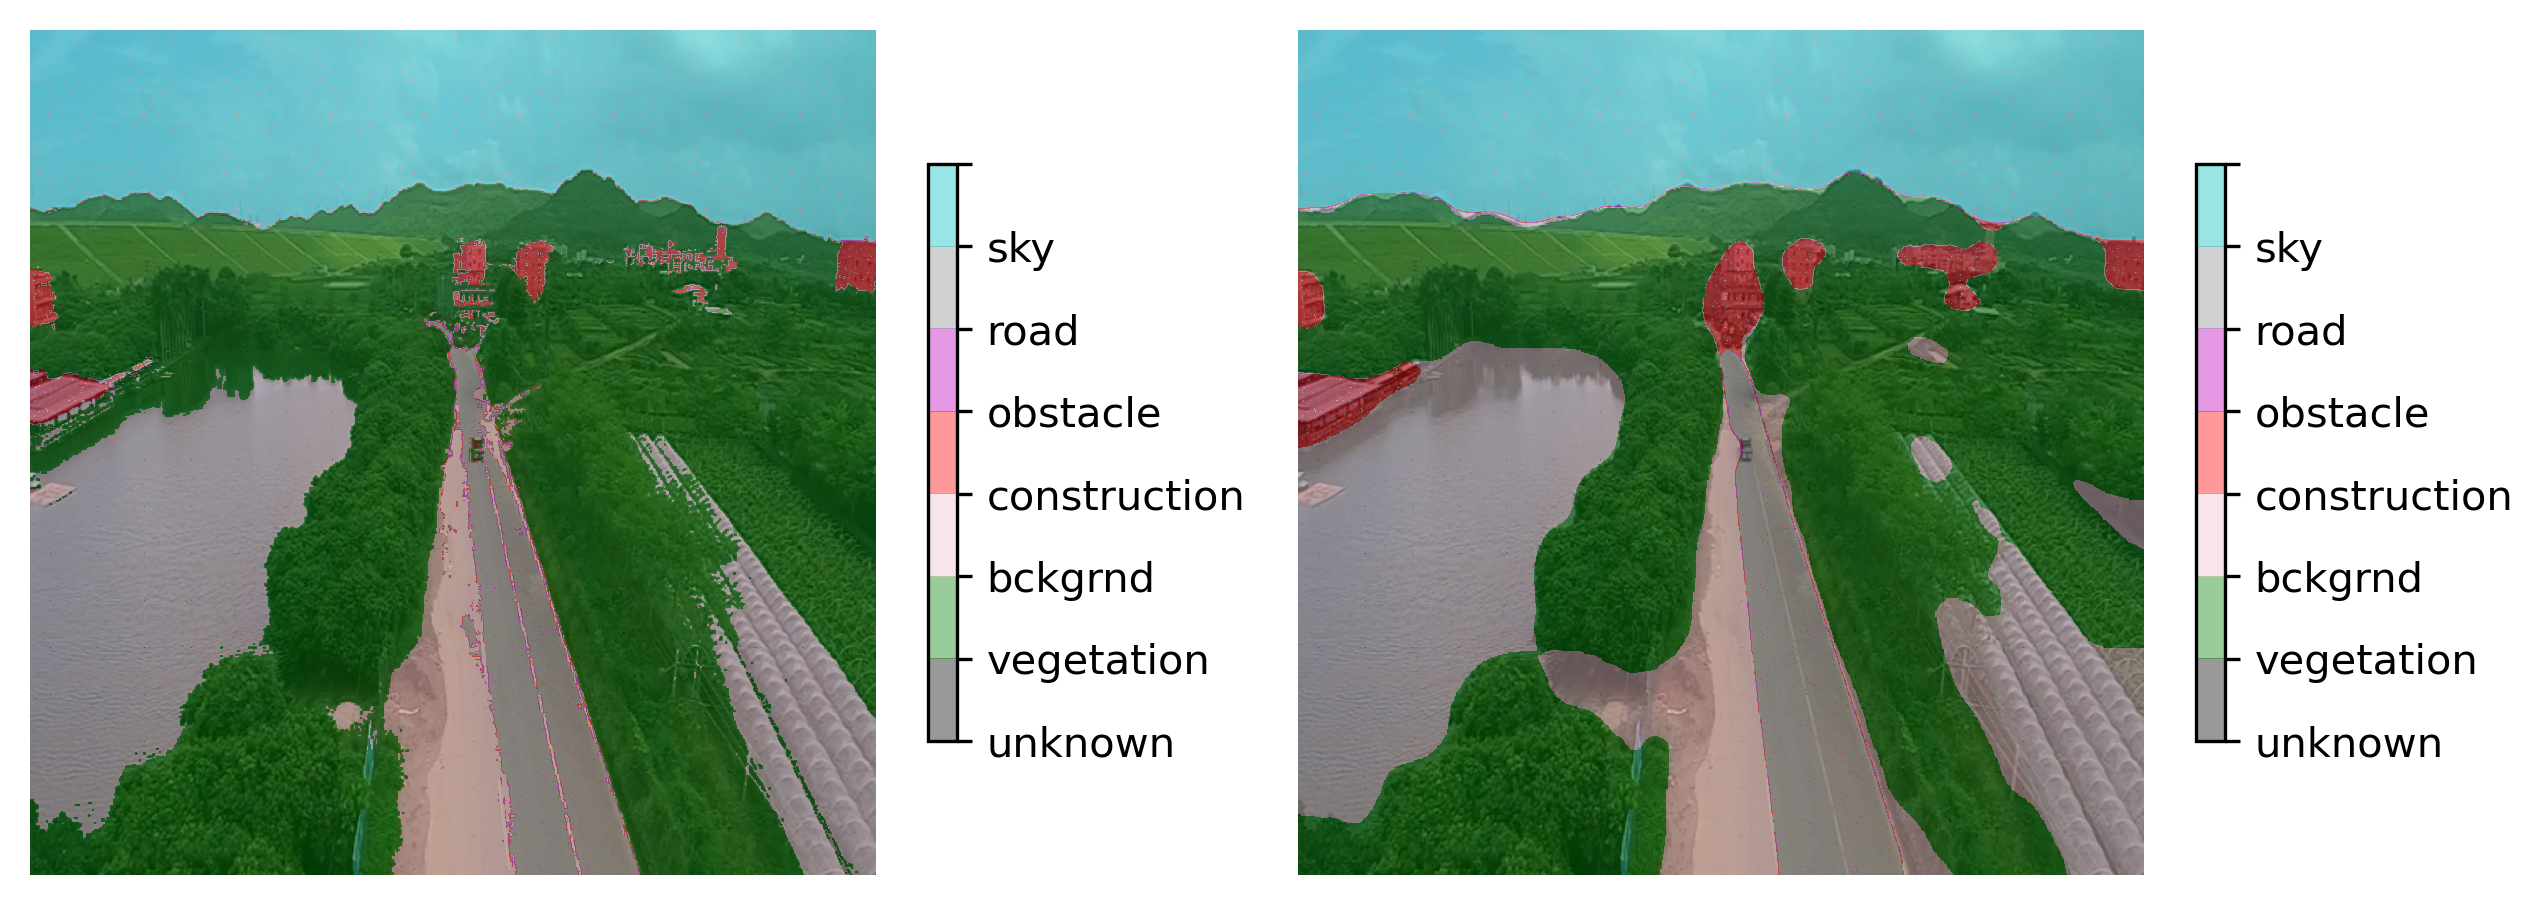 sky
road
obstacle
construction
bckgrnd
vegetation
unknown
sky
road
obstacle
construction
bckgrnd
vegetation
unknown